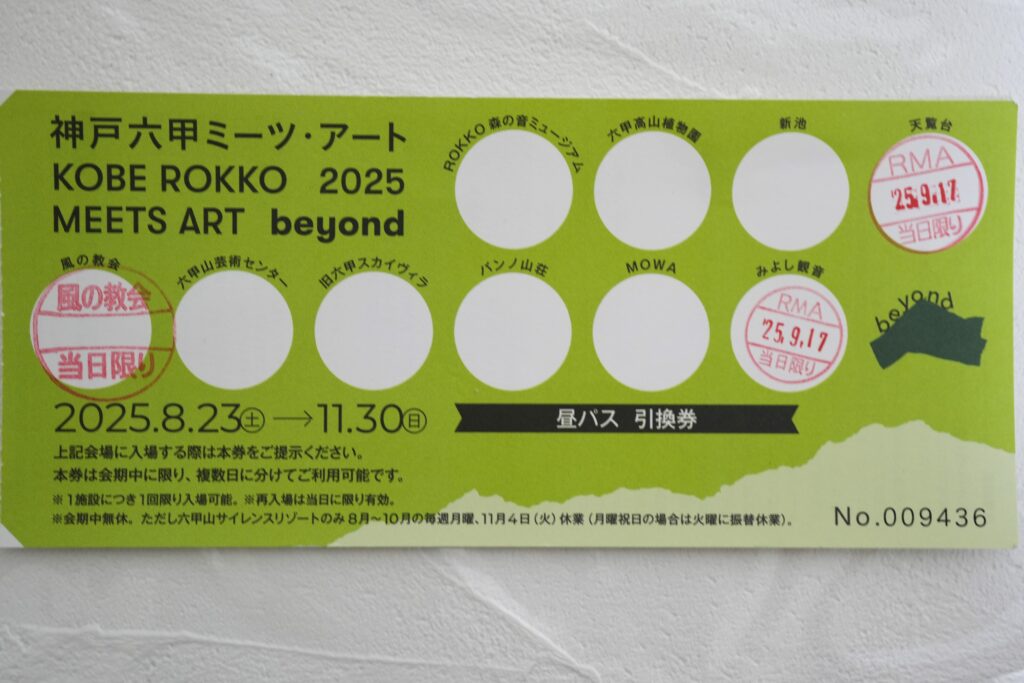 神戸六甲ミーツ・アート
KOBE ROKKO 2025
MEETS ART beyond
ROKKO森の音ミュージアム
六甲高山植物園
新池
天覧台
RMA
'25.9.17
当日限り
風の教会
風の教会
当日限り
六甲山芸術センター
旧六甲スカイヴィラ
バンノ山荘
MOWA
みよし観音
RMA
'25.9.17
当日限り
beyond
2025.8.23㊏→11.30㊐
昼パス 引換券
上記会場に入場する際は本券をご提示ください。
本券は会期中に限り、複数日に分けてご利用可能です。
※1施設につき1回限り入場可能。※再入場は当日に限り有効。
※会期中無休。ただし六甲山サイレンスリゾートのみ8月~10月の毎週月曜、11月4日(火)休業(月曜祝日の場合は火曜に振替休業)。
No.009436